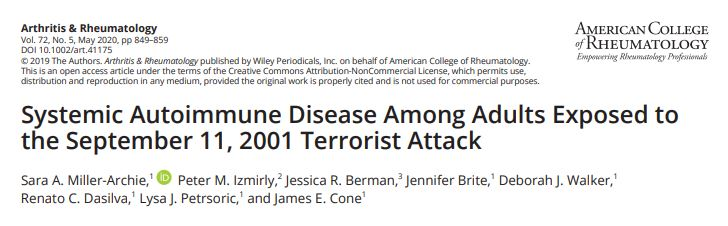 Arthritis & Rheumatology
Vol. 72, No. 5, May 2020, pp 849–859
DOI 10.1002/art.41175
© 2019 The Authors. Arthritis & Rheumatology published by Wiley Periodicals, Inc. on behalf of American College of Rheumatology.
This is an open access article under the terms of the Creative Commons Attribution-NonCommercial License, which permits use,
distribution and reproduction in any medium, provided the original work is properly cited and is not used for commercial purposes.
AMERICAN COLLEGE
of RHEUMATOLOGY
Empowering Rheumatology Professionals
Systemic Autoimmune Disease Among Adults Exposed to
the September 11, 2001 Terrorist Attack
Sara A. Miller-Archie,1 iD Peter M. Izmirly,2 Jessica R. Berman,3 Jennifer Brite,1 Deborah J. Walker,1
Renato C. Dasilva,1 Lysa J. Petrsoric,1 and James E. Cone1